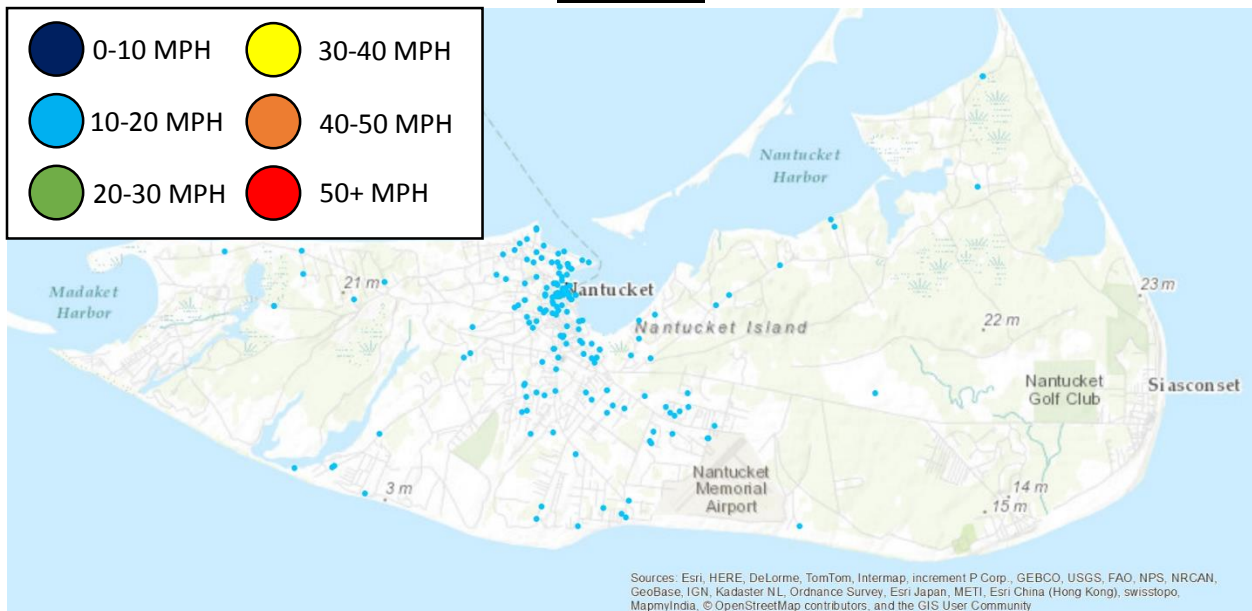 0-10 MPH
30-40 MPH
10-20 MPH
40-50 MPH
20-30 MPH
50+ MPH
Nantucket
Harbor
Madaket
Harbor
21 m
Nantucket
23 m
Nantucket Island
22 m
Nantucket
Golf Club
Siasconset
Nantucket
Memorial
Airport
3 m
14 m
15 m
Sources: Esri, HERE, DeLorme, TomTom, Intermap, increment P Corp., GEBCO, USGS, FAO, NPS, NRCAN,
GeoBase, IGN, Kadaster NL, Ordnance Survey, Esri Japan, METI, Esri China (Hong Kong), swisstopo,
MapmyIndia, © OpenStreetMap contributors, and the GIS User Community